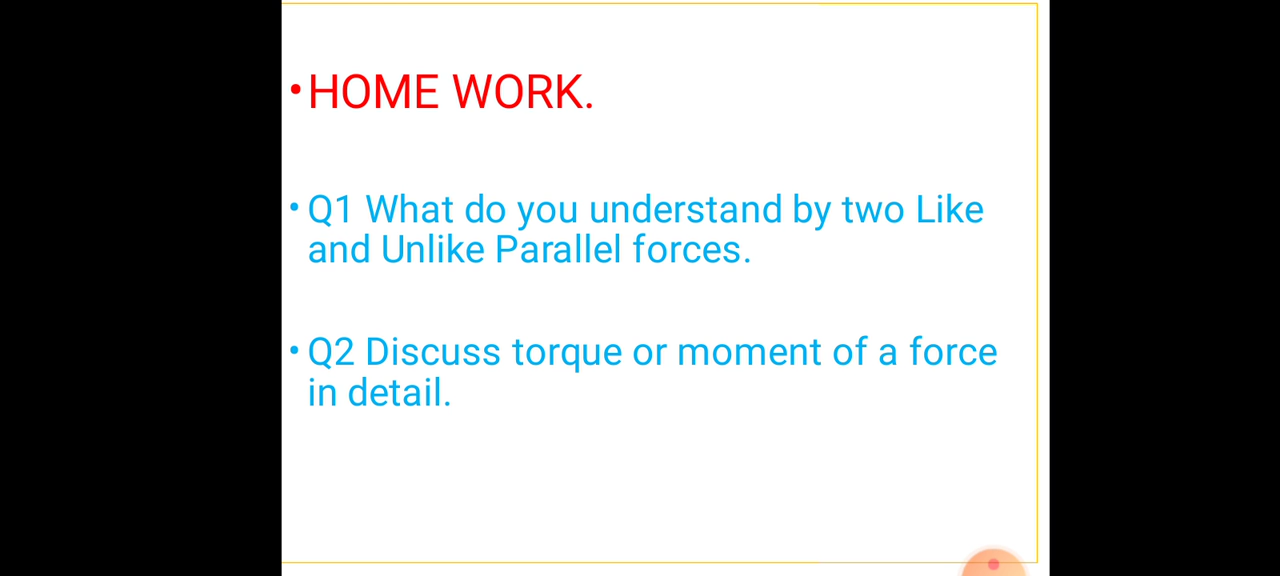 •HOME WORK.
• Q1 What do you understand by two Like
and Unlike Parallel forces.
• Q2 Discuss torque or moment of a force
in detail.